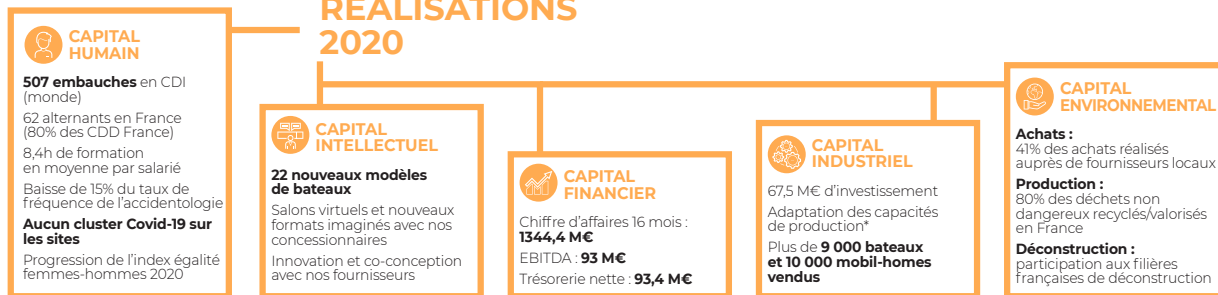 RÉALISATIONS
2020
CAPITAL
HUMAIN
507 embauches en CDI
(monde)
62 alternants en France
(80% des CDD France)
8,4h de formation
en moyenne par salarié
Baisse de 15% du taux de
fréquence de l’accidentologie
Aucun cluster Covid-19 sur
les sites
Progression de l’index égalité
femmes-hommes 2020
CAPITAL
INTELLECTUEL
22 nouveaux modèles
de bateaux
Salons virtuels et nouveaux
formats imaginés avec nos
concessionnaires
Innovation et co-conception
avec nos fournisseurs
CAPITAL
FINANCIER
Chiffre d’affaires 16 mois :
1344,4 M€
EBITDA : 93 M€
Trésorerie nette : 93,4 M€
CAPITAL
INDUSTRIEL
67,5 M€ d’investissement
Adaptation des capacités
de production*
Plus de 9 000 bateaux
et 10 000 mobil-homes
vendus
CAPITAL
ENVIRONNEMENTAL
Achats :
41% des achats réalisés
auprès de fournisseurs locaux
Production :
80% des déchets non
dangereux recyclés/valorisés
en France
Déconstruction :
participation aux filières
françaises de déconstruction